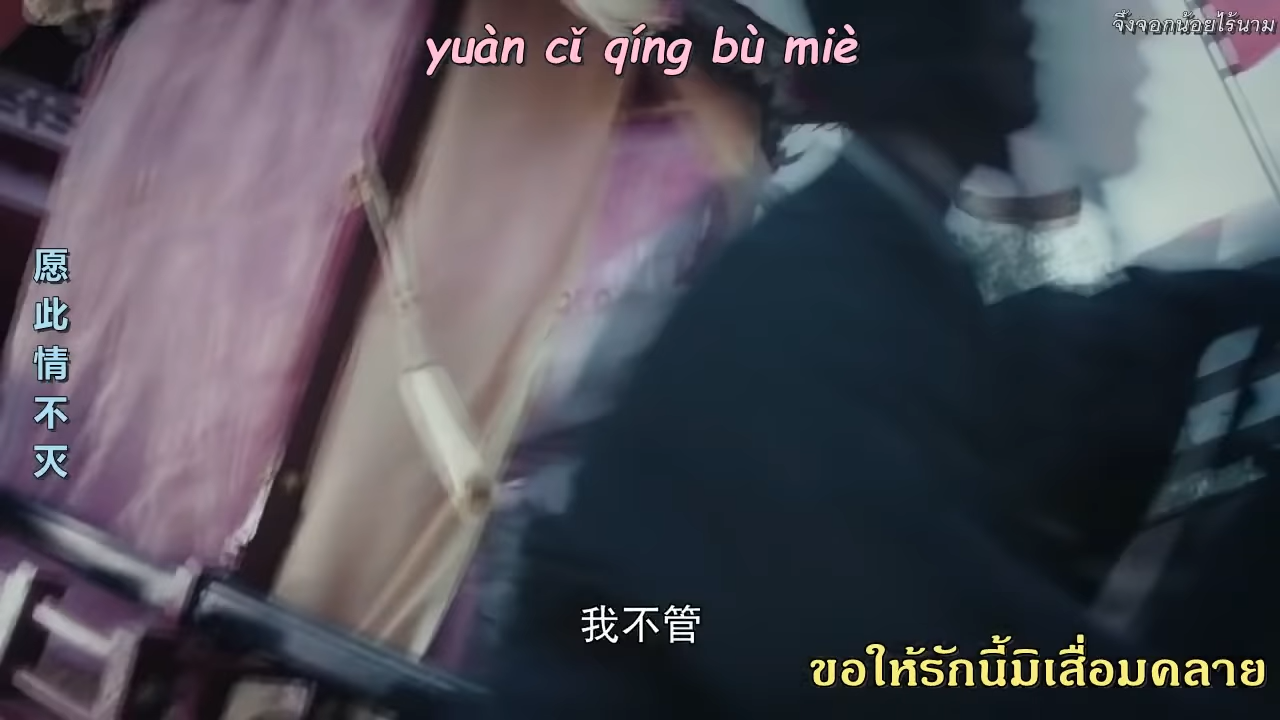 จิ้งจอกน้อยไร้นาม
yuàn cǐ qíng bù miè
愿此情不灭
我不管
ขอให้รักนี้มิเสื่อมคลาย